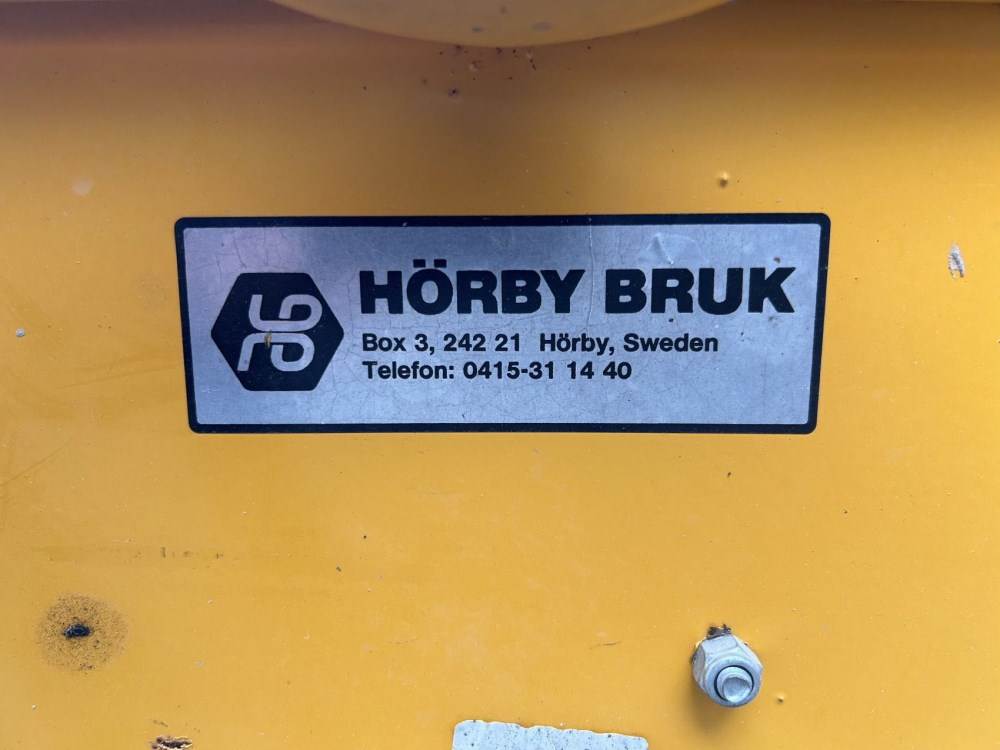 HÖRBY BRUK
Box 3, 242 21 Hörby, Sweden
Telefon: 0415-31 14 40